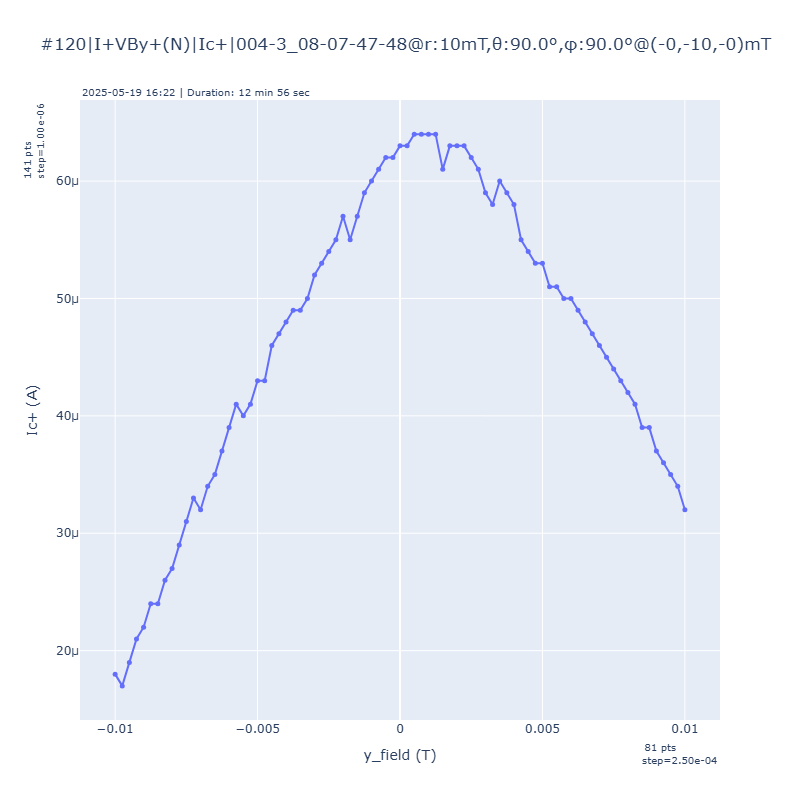 #120|I+VBy+(N)|Ic+|004-3_08-07-47-48@r:10mT,θ:90.0º,φ:90.0º@(-0,-10,-0)mT
2025-05-19 16:22 | Duration: 12 min 56 sec
141 pts
step=1.00e-06
60μ
50μ
40μ
30μ
20μ
Ic+ (A)
−0.01
−0.005
0
0.005
0.01
y_field (T)
81 pts
step=2.50e-04